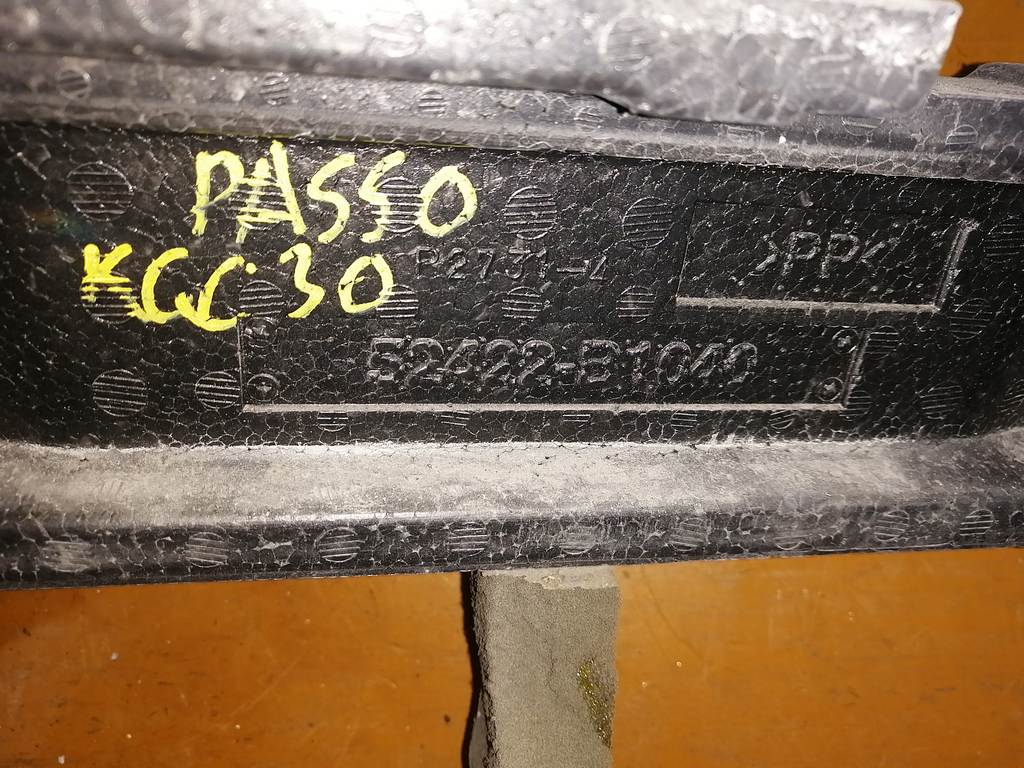 PASSO
KGC30
P2731-4
>PP<
52422-B1040